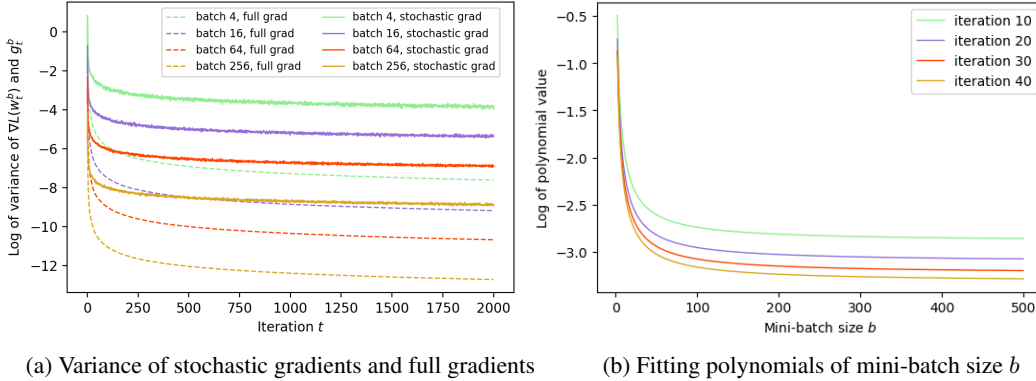 Log of variance of ∇L(w_t^b) and g_t^b
0
−2
−4
−6
−8
−10
−12
batch 4, full grad
batch 16, full grad
batch 64, full grad
batch 256, full grad
batch 4, stochastic grad
batch 16, stochastic grad
batch 64, stochastic grad
batch 256, stochastic grad
0 250 500 750 1000 1250 1500 1750 2000
Iteration t
(a) Variance of stochastic gradients and full gradients
Log of polynomial value
−0.5
−1.0
−1.5
−2.0
−2.5
−3.0
iteration 10
iteration 20
iteration 30
iteration 40
0 100 200 300 400 500
Mini-batch size b
(b) Fitting polynomials of mini-batch size b